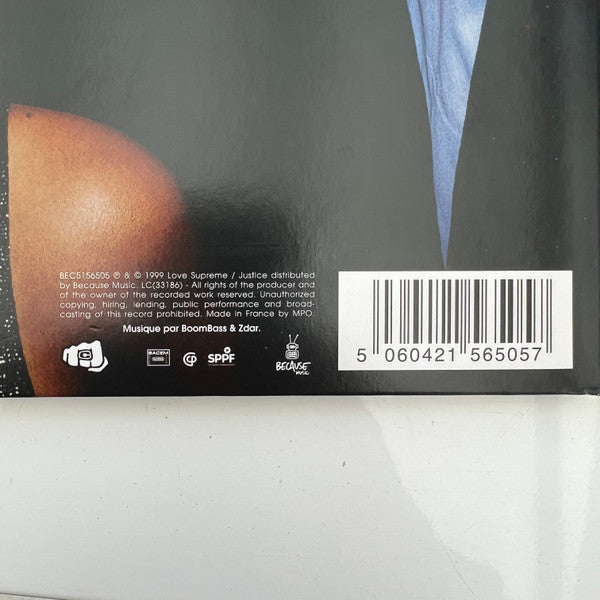 BEC5156505 ℗ & © 1999 Love Supreme / Justice distributed
by Because Music. LC(33186) - All rights of the producer and
of the owner of the recorded work reserved. Unauthorized
copying, hiring, lending, public performance and broad-
casting of this record prohibited. Made in France by MPO.
Musique par BoomBass & Zdar.
SACEM
SPPF
BECAUSE
MUSIC
5 060421 565057